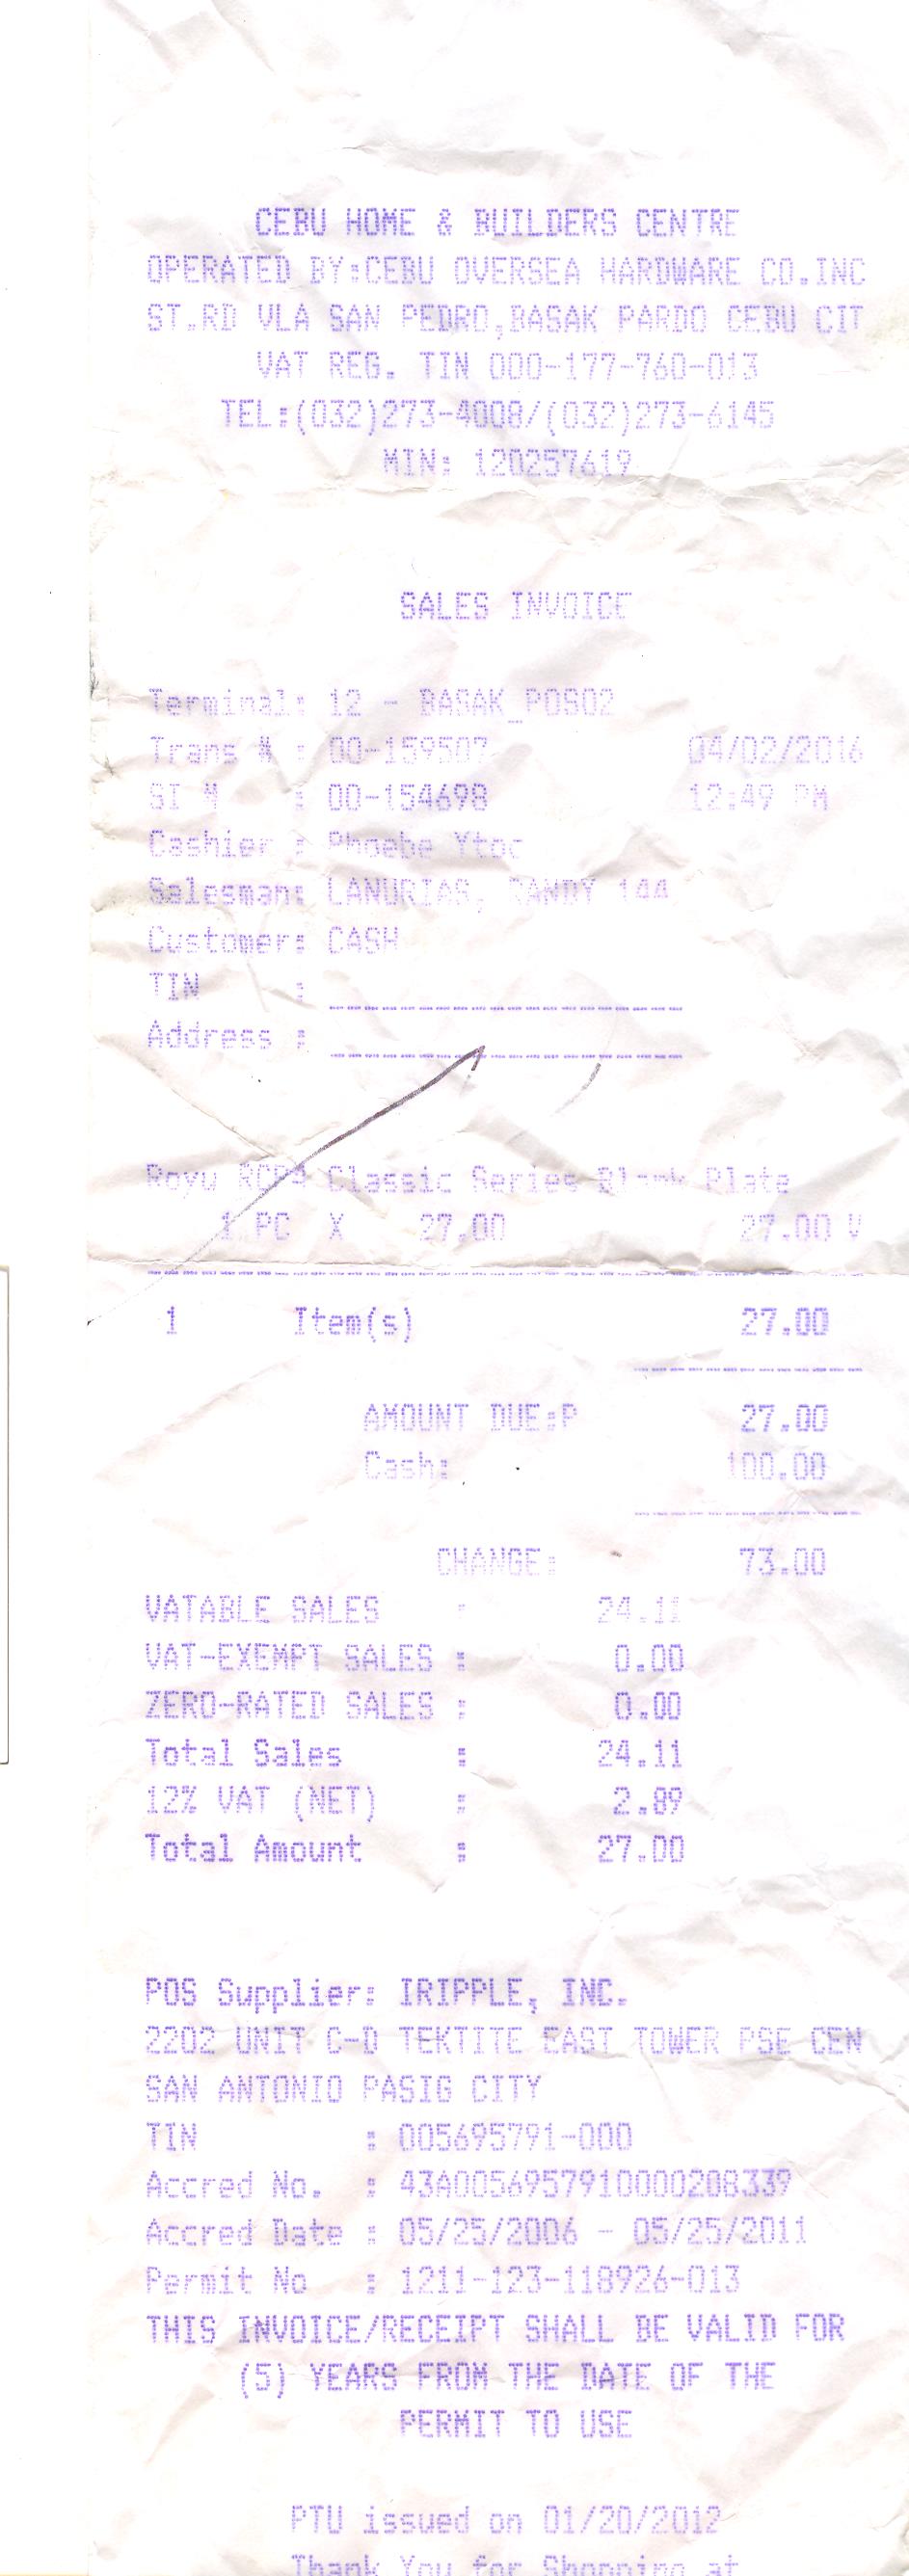 CEBU HOME & BUILDERS CENTRE
OPERATED BY:CEBU OVERSEA HARDWARE CO.INC
ST.RD VLA SAN PEDRO,BASAK PARDO CEBU CIT
VAT REG. TIN 000-177-760-013
TEL:(032)273-4008/(032)273-6145
MIN: 120257619
SALES INVOICE
Terminal: 12 - BASAK POS02
Trans # : 00-159507 04/02/2016
SI # : 00-154698 12:49 PM
Cashier : Phoebe
Salesman: LANURIAS, 144
Customer: CASH
TIN :
Address :
Royu Classic Series Blank Plate
1 PC X 27.00 27.00 V
1 Item(s) 27.00
AMOUNT DUE:P 27.00
Cash: 100.00
CHANGE: 73.00
VATABLE SALES : 24.11
VAT-EXEMPT SALES : 0.00
ZERO-RATED SALES : 0.00
Total Sales : 24.11
12% VAT (NET) : 2.89
Total Amount : 27.00
POS Supplier: TRIPPLE, INC.
2202 UNIT C-D TEKTITE EAST TOWER PSE CEN
SAN ANTONIO PASIG CITY
TIN : 005695791-000
Accred No. : 43A0056957910000208339
Accred Date : 05/25/2006 - 05/25/2011
Permit No : 1211-123-118926-013
THIS INVOICE/RECEIPT SHALL BE VALID FOR
(5) YEARS FROM THE DATE OF THE
PERMIT TO USE
PTU issued on 01/20/2012
Thank You for Shopping at